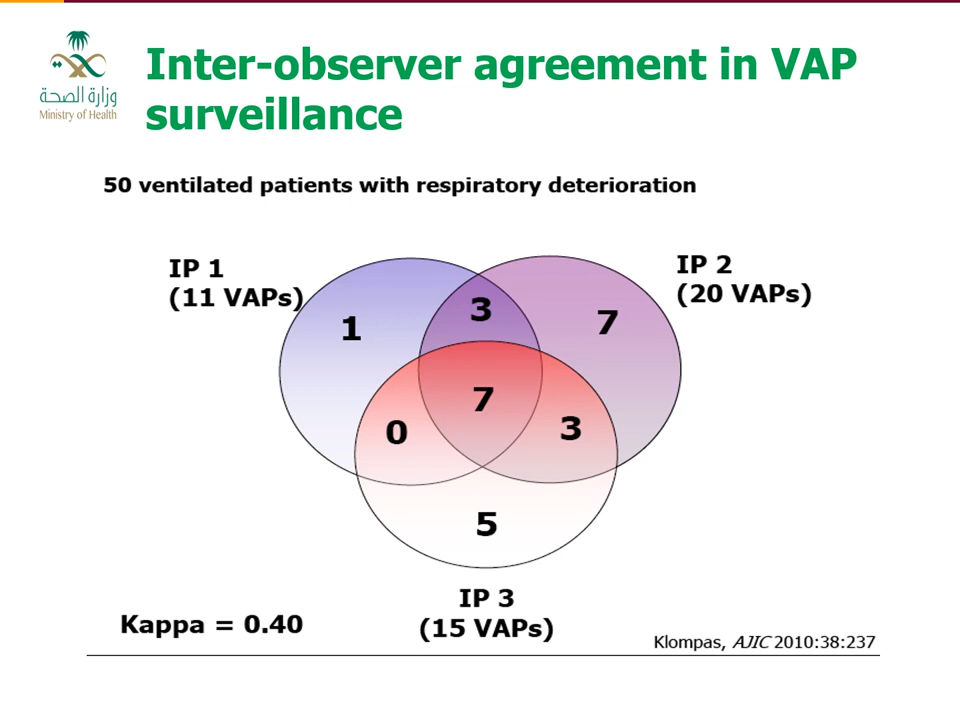 وزارة الصحة
Ministry of Health
Inter-observer agreement in VAP
surveillance
50 ventilated patients with respiratory deterioration
IP 1
(11 VAPs)
IP 2
(20 VAPs)
1
3
7
7
0
3
5
IP 3
(15 VAPs)
Kappa = 0.40
Klompas, AJIC 2010:38:237